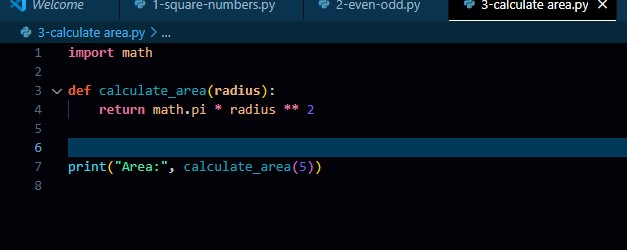 Welcome 1-square-numbers.py 2-even-odd.py 3-calculate area.py ×
3-calculate area.py > ...
1 import math
2
3 def calculate_area(radius):
4     return math.pi * radius ** 2
5
6
7 print("Area:", calculate_area(5))
8